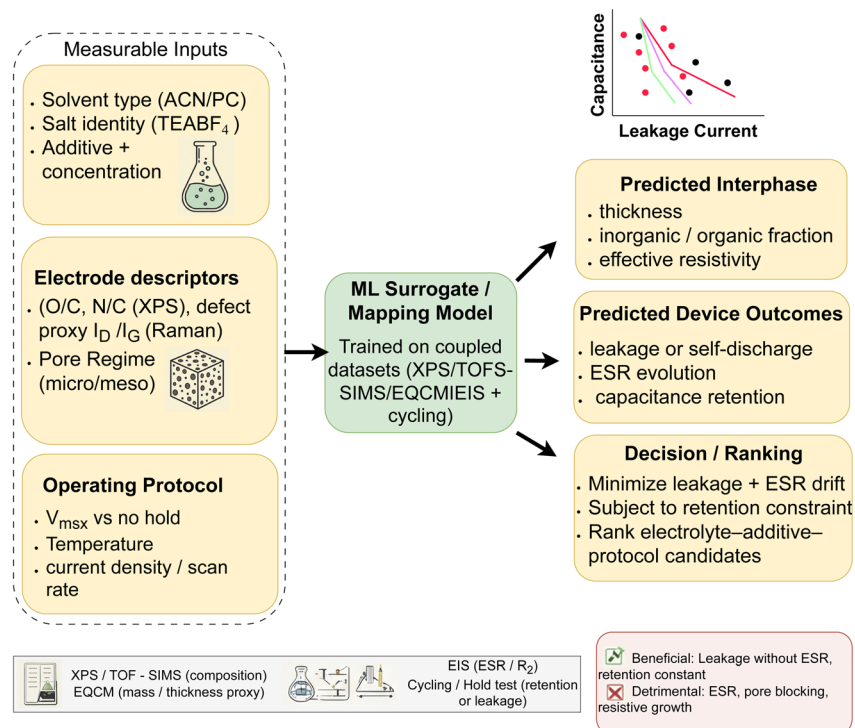 Measurable Inputs
• Solvent type (ACN/PC)
• Salt identity (TEABF₄ )
• Additive +
concentration
Electrode descriptors
• (O/C, N/C (XPS), defect
proxy I_D /I_G (Raman)
• Pore Regime
(micro/meso)
Operating Protocol
• V_msx vs no hold
• Temperature
• current density / scan
rate
ML Surrogate /
Mapping Model
Trained on coupled
datasets (XPS/TOFS-
SIMS/EQCMIEIS +
cycling)
Capacitance
Leakage Current
Predicted Interphase
• thickness
• inorganic / organic fraction
• effective resistivity
Predicted Device Outcomes
• leakage or self-discharge
• ESR evolution
• capacitance retention
Decision / Ranking
• Minimize leakage + ESR drift
• Subject to retention constraint
• Rank electrolyte–additive–
protocol candidates
XPS / TOF - SIMS (composition)
EQCM (mass / thickness proxy)
EIS (ESR / R₂)
Cycling / Hold test (retention
or leakage)
Beneficial: Leakage without ESR,
retention constant
Detrimental: ESR, pore blocking,
resistive growth